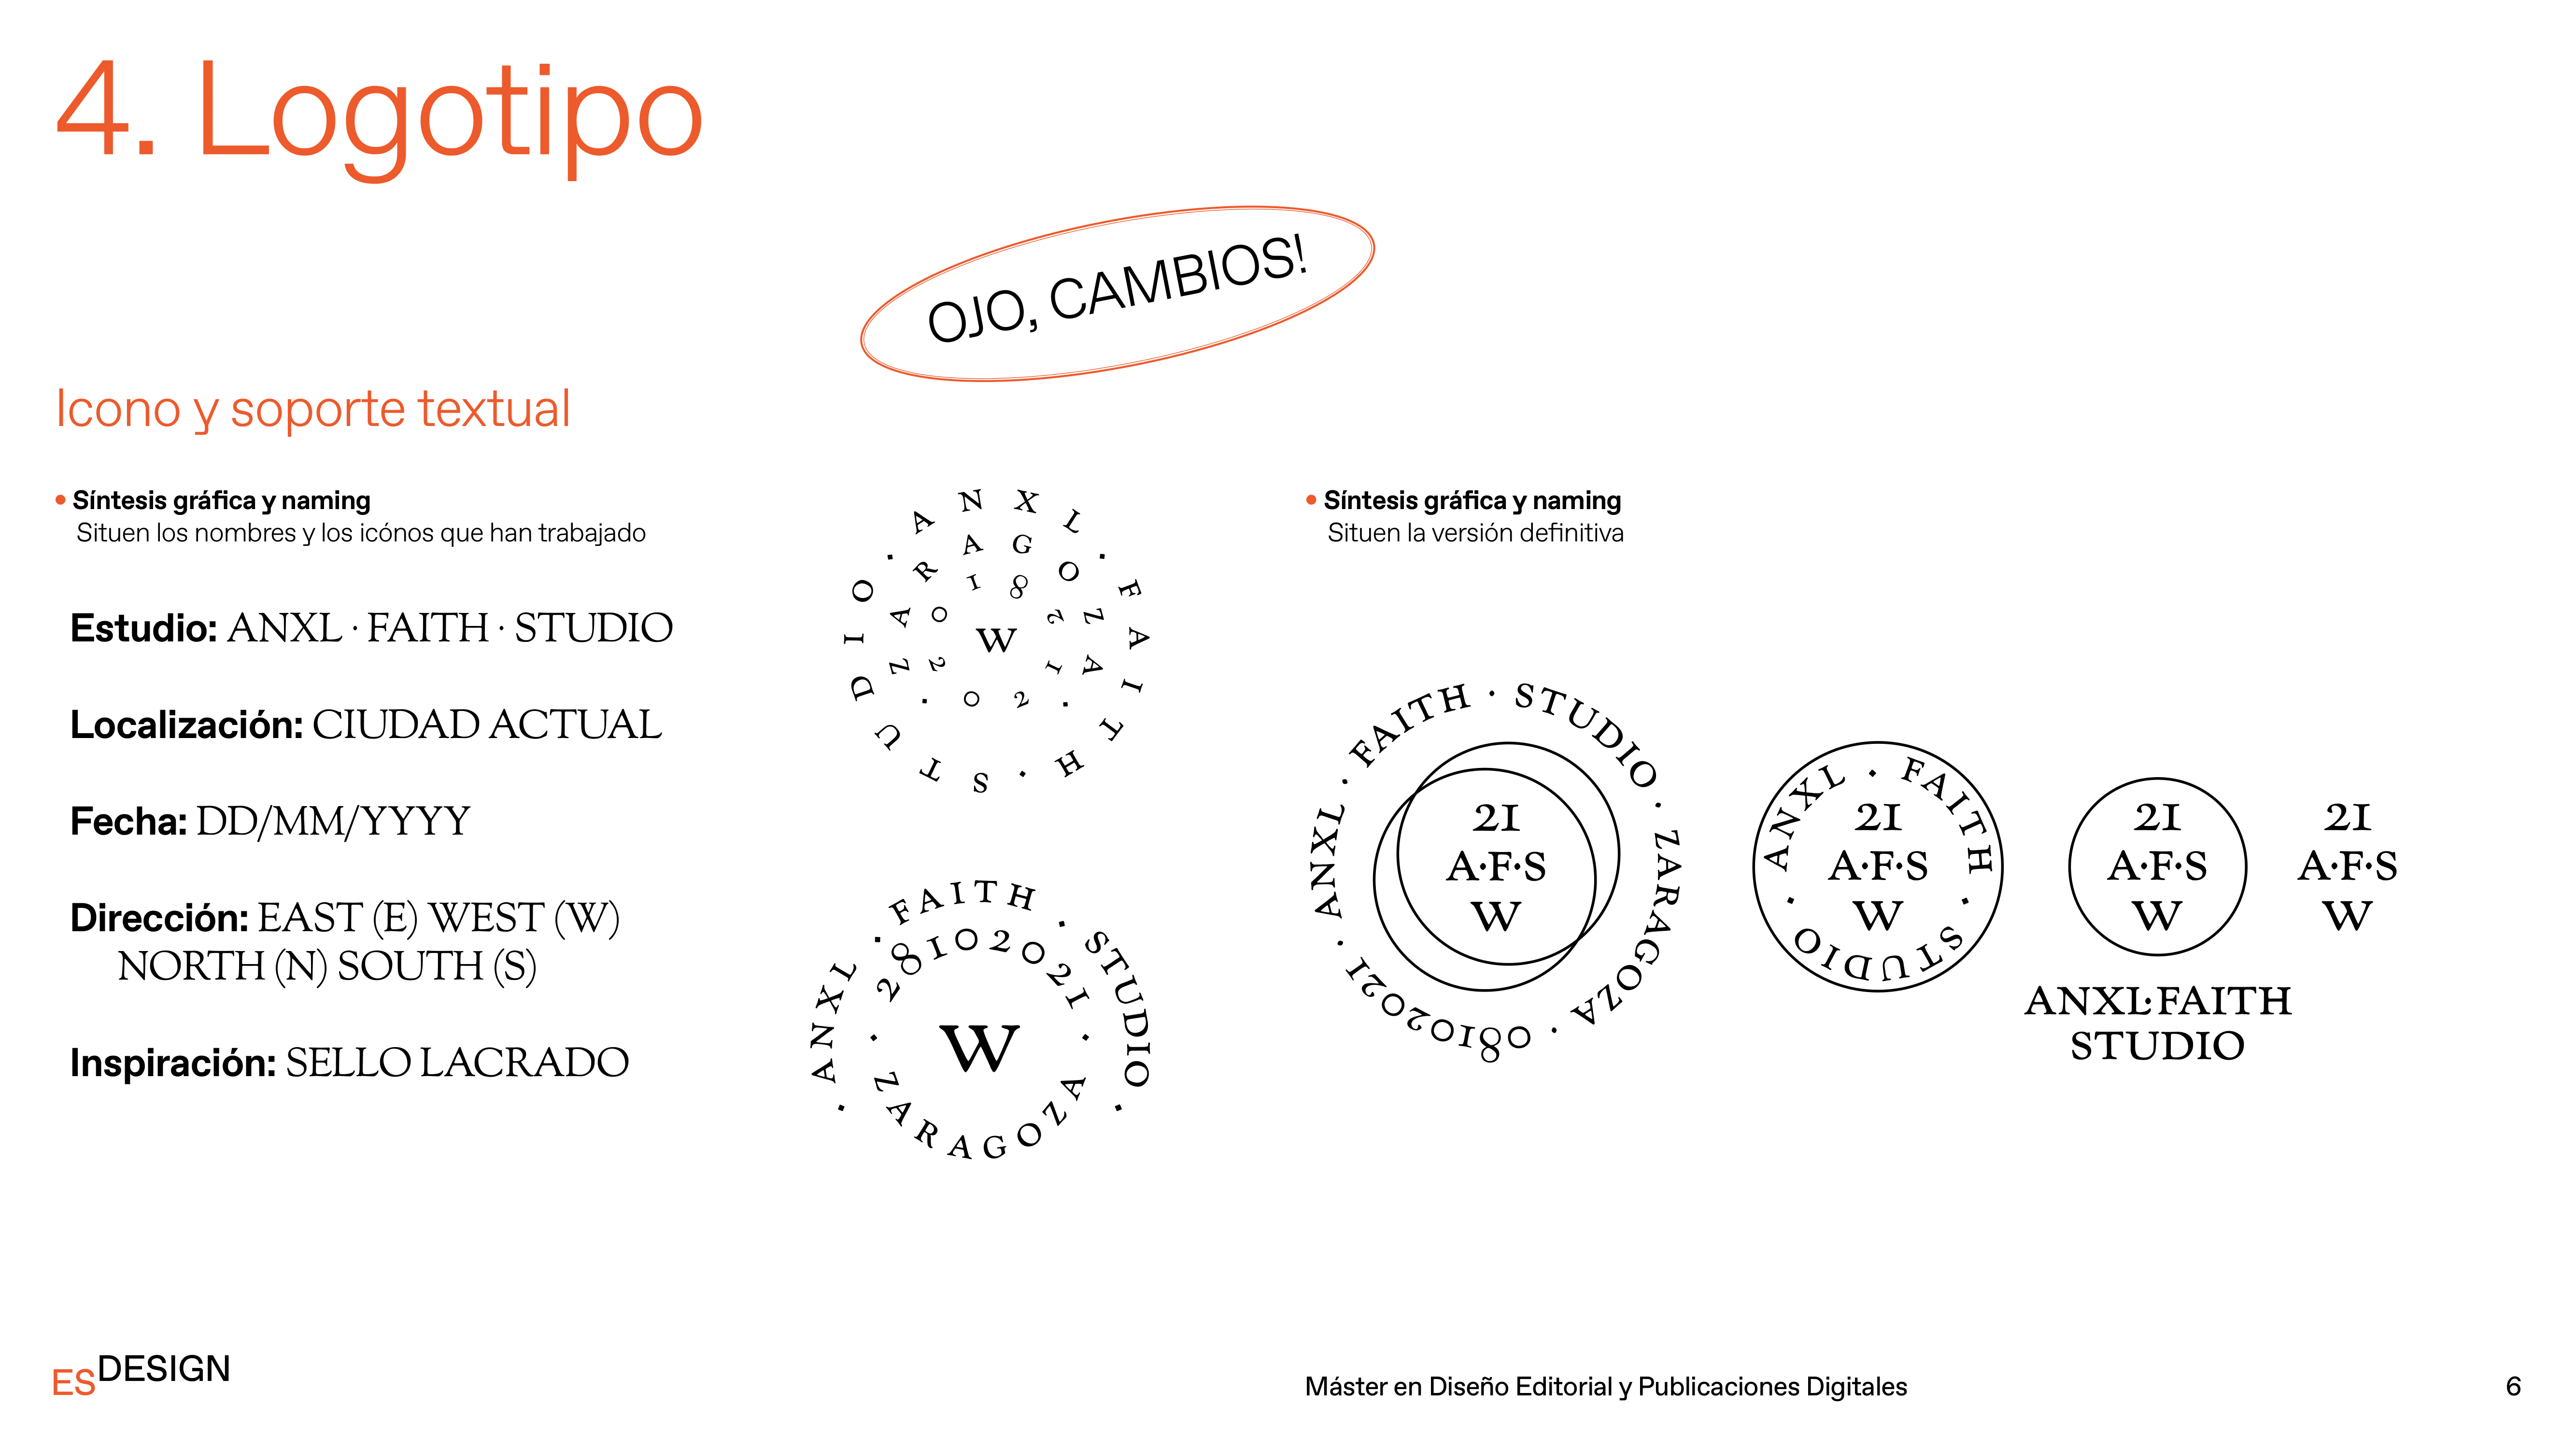 4. Logotipo
OJO, CAMBIOS!
Icono y soporte textual
• Síntesis gráfica y naming
Situen los nombres y los icónos que han trabajado
Estudio: ANXL · FAITH · STUDIO
Localización: CIUDAD ACTUAL
Fecha: DD/MM/YYYY
Dirección: EAST (E) WEST (W)
NORTH (N) SOUTH (S)
Inspiración: SELLO LACRADO
ANXL · FAITH · STUDIO ·
ZARAGOZA · ·
28102021
W
· ANXL · FAITH · STUDIO ·
· 28102021 ·
W
ZARAGOZA
• Síntesis gráfica y naming
Situen la versión definitiva
ANXL · FAITH · STUDIO · ZARAGOZA · 08102021 ·
21
A·F·S
W
ANXL · FAITH · STUDIO ·
21
A·F·S
W
21
A·F·S
W
ANXL·FAITH
STUDIO
21
A·F·S
W
ESDESIGN
Máster en Diseño Editorial y Publicaciones Digitales
6